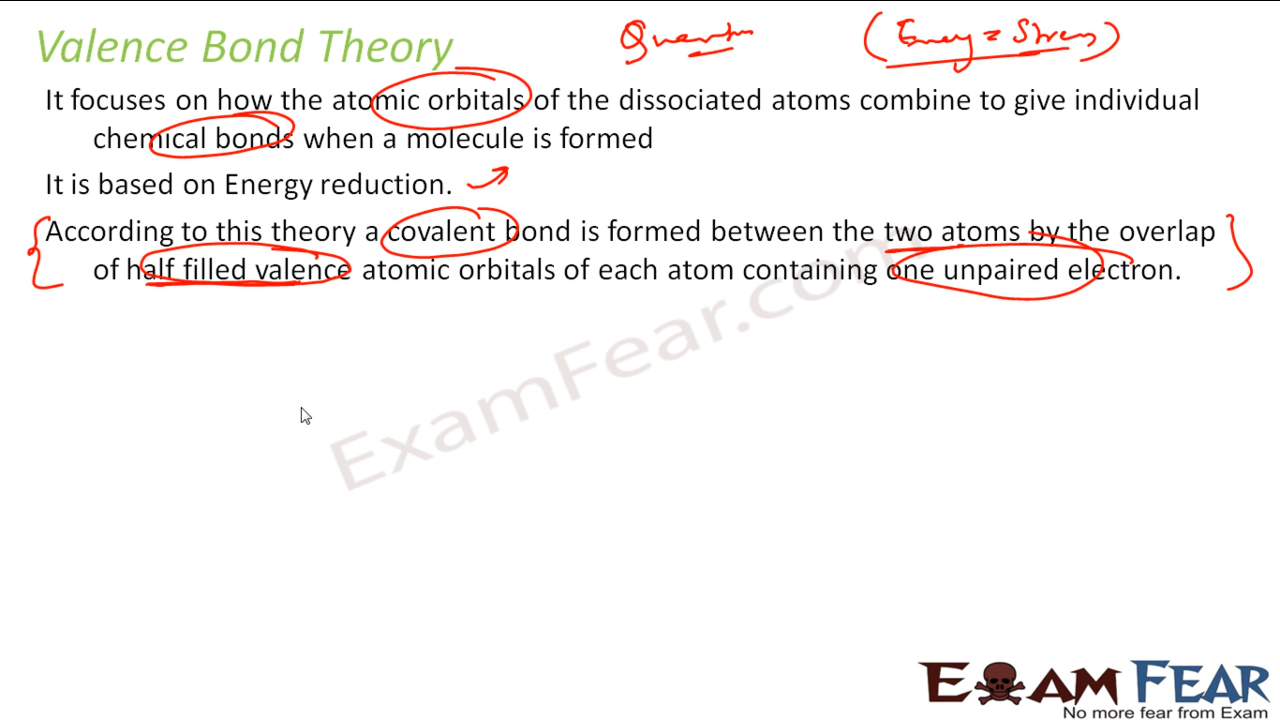 Valence Bond Theory
Quantum
(Energy = Stress)
It focuses on how the atomic orbitals of the dissociated atoms combine to give individual
chemical bonds when a molecule is formed
It is based on Energy reduction.
According to this theory a covalent bond is formed between the two atoms by the overlap
of half filled valence atomic orbitals of each atom containing one unpaired electron.
ExamFear.com
EXAM FEAR
No more fear from Exam